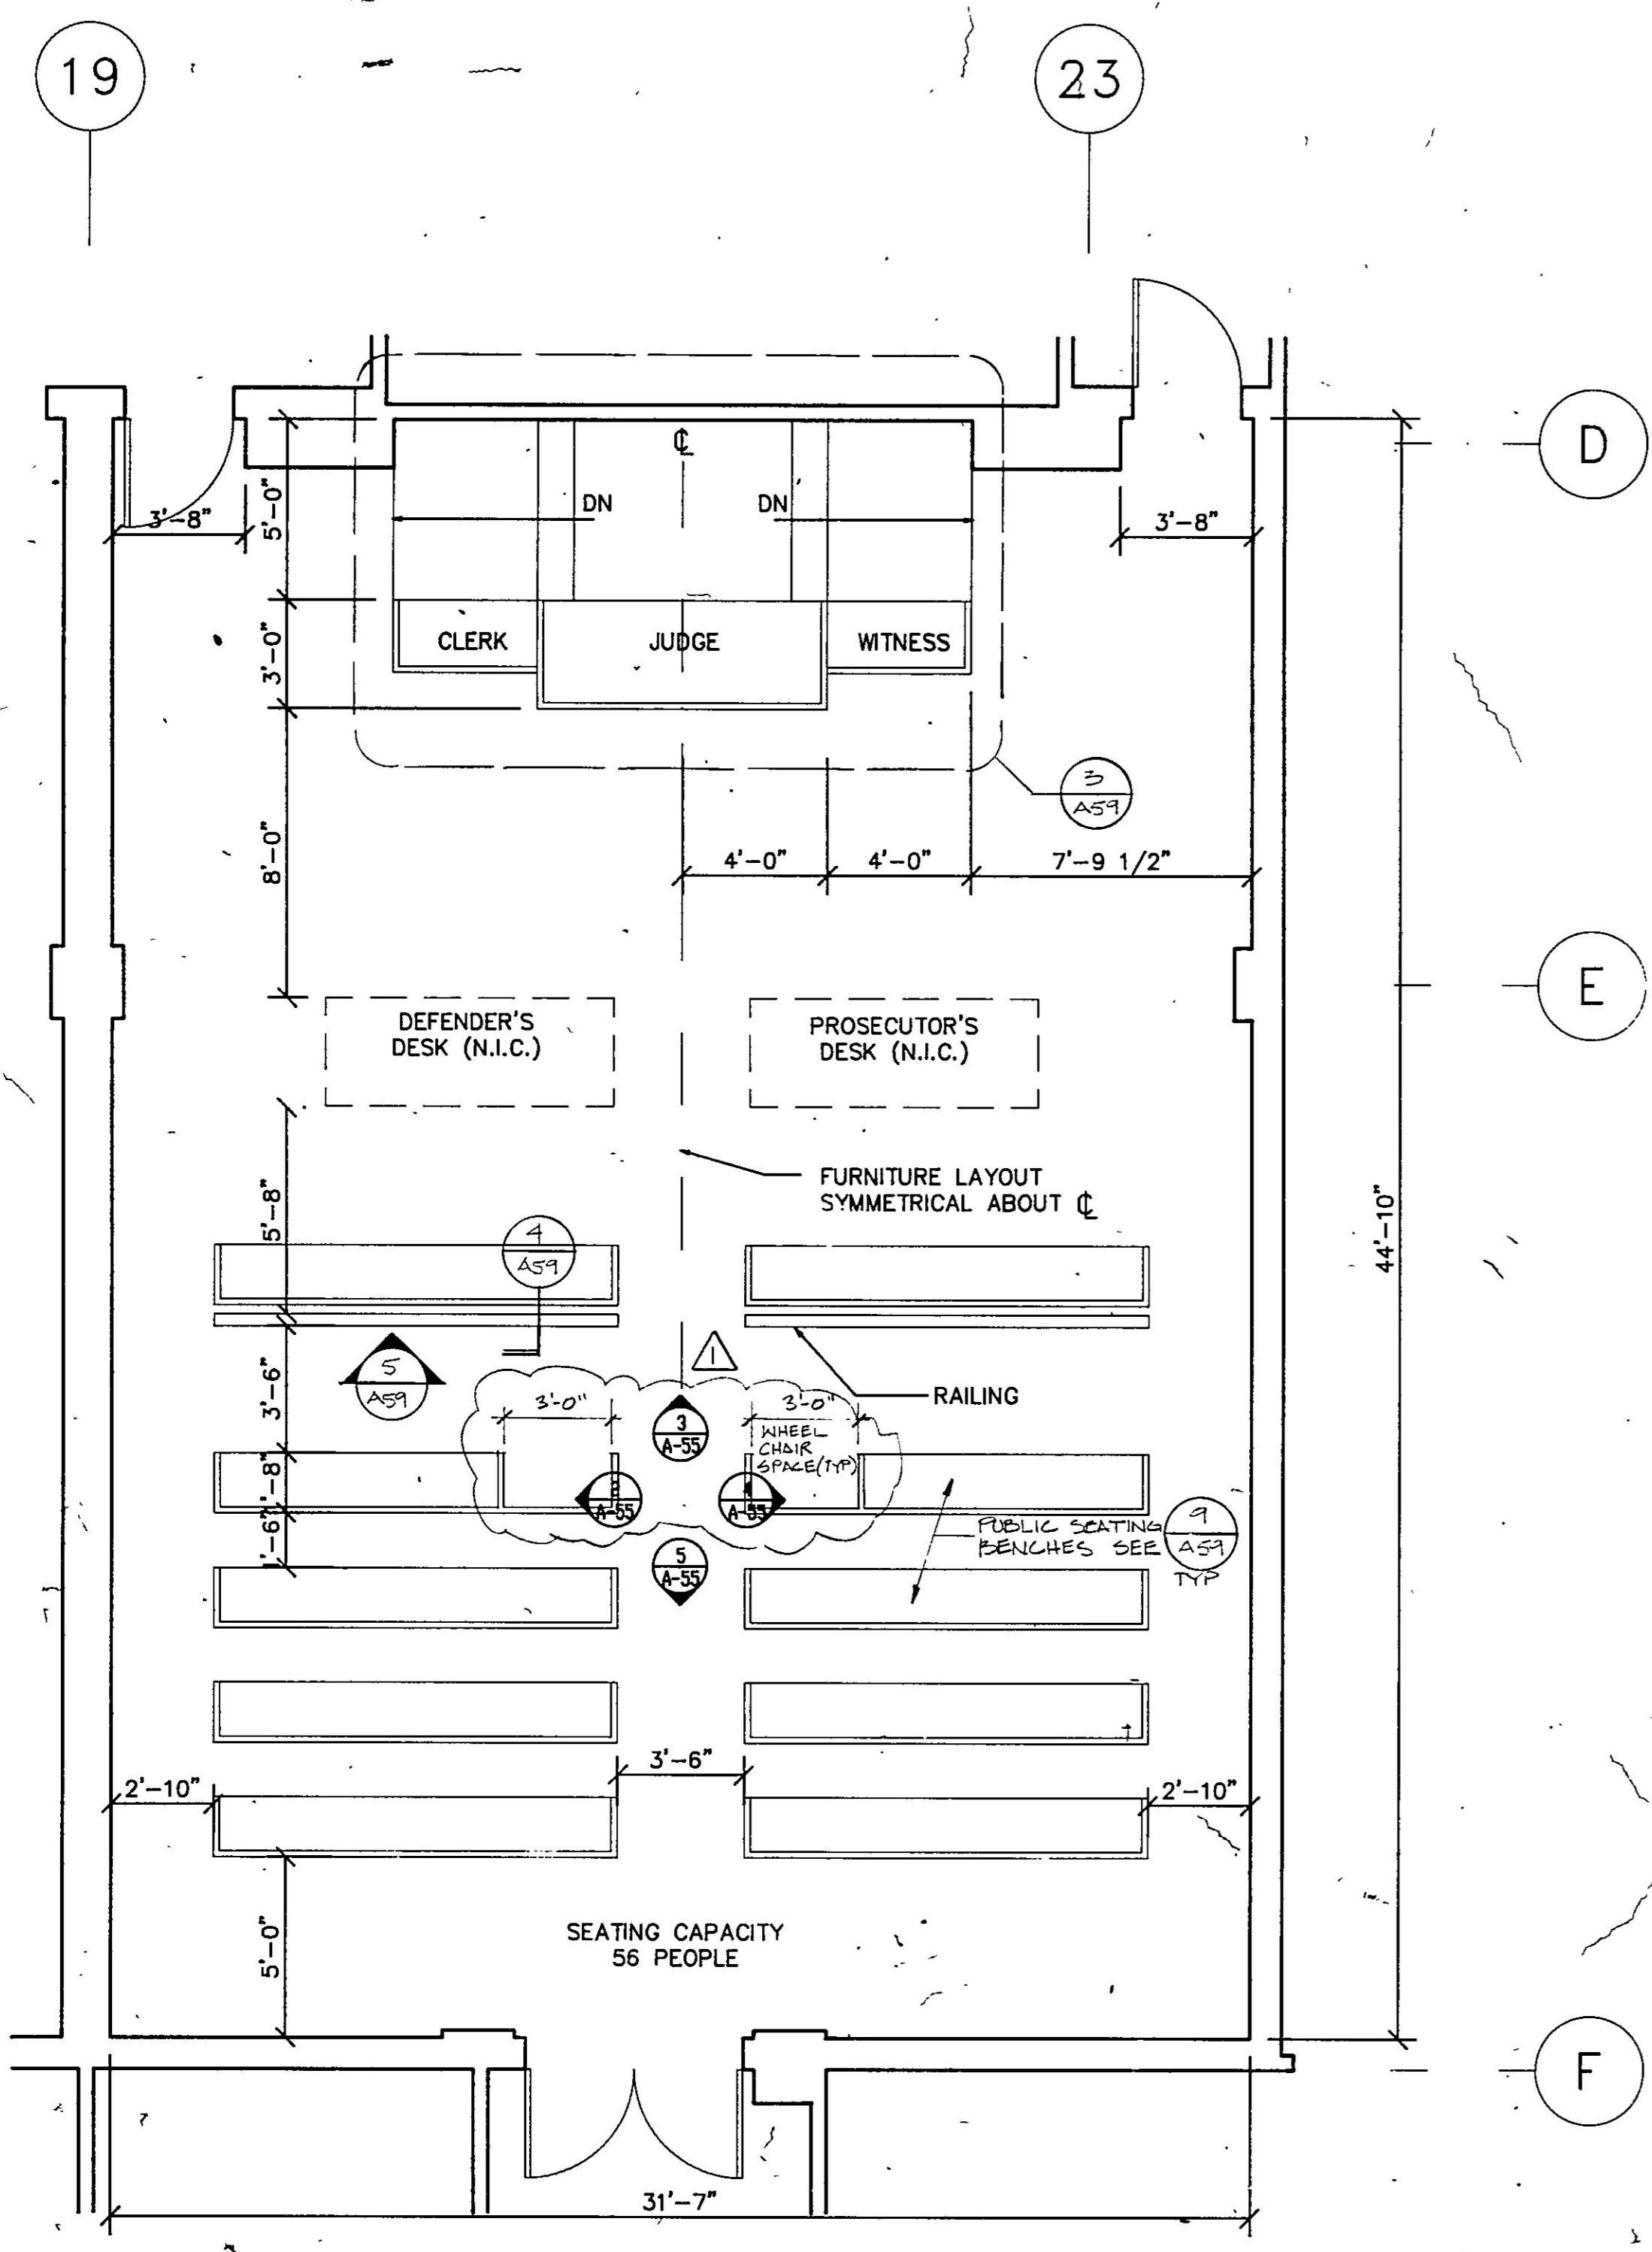 19
23
D
℄
DN
DN
3'-8"
5'-0"
3'-8"
3'-0"
CLERK
JUDGE
WITNESS
3
A59
8'-0"
4'-0"
4'-0"
7'-9 1/2"
E
DEFENDER'S
DESK (N.I.C.)
PROSECUTOR'S
DESK (N.I.C.)
FURNITURE LAYOUT
SYMMETRICAL ABOUT ℄
5'-8"
4
A59
44'-10"
1
5
A59
3'-6"
RAILING
3'-0"
3'-0"
3
A-55
WHEEL
CHAIR
SPACE(TYP)
A-55
A-55
PUBLIC SEATING
BENCHES SEE
9
A59
TYP
5
A-55
3'-6"
2'-10"
2'-10"
5'-0"
SEATING CAPACITY
56 PEOPLE
F
31'-7"